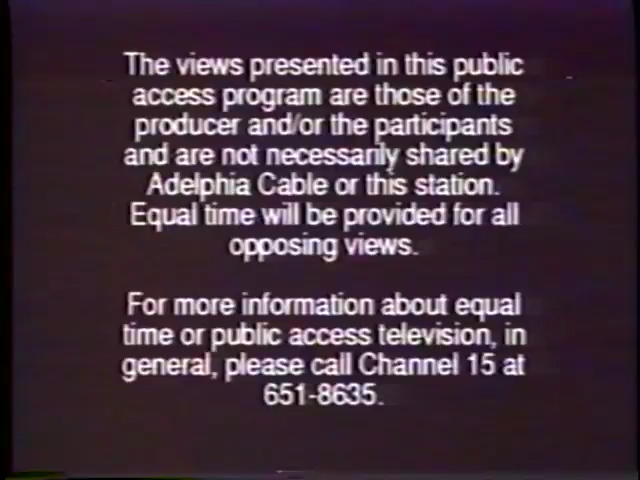 The views presented in this public
access program are those of the
producer and/or the participants
and are not necessarily shared by
Adelphia Cable or this station.
Equal time will be provided for all
opposing views.
For more information about equal
time or public access television, in
general, please call Channel 15 at
651-8635.